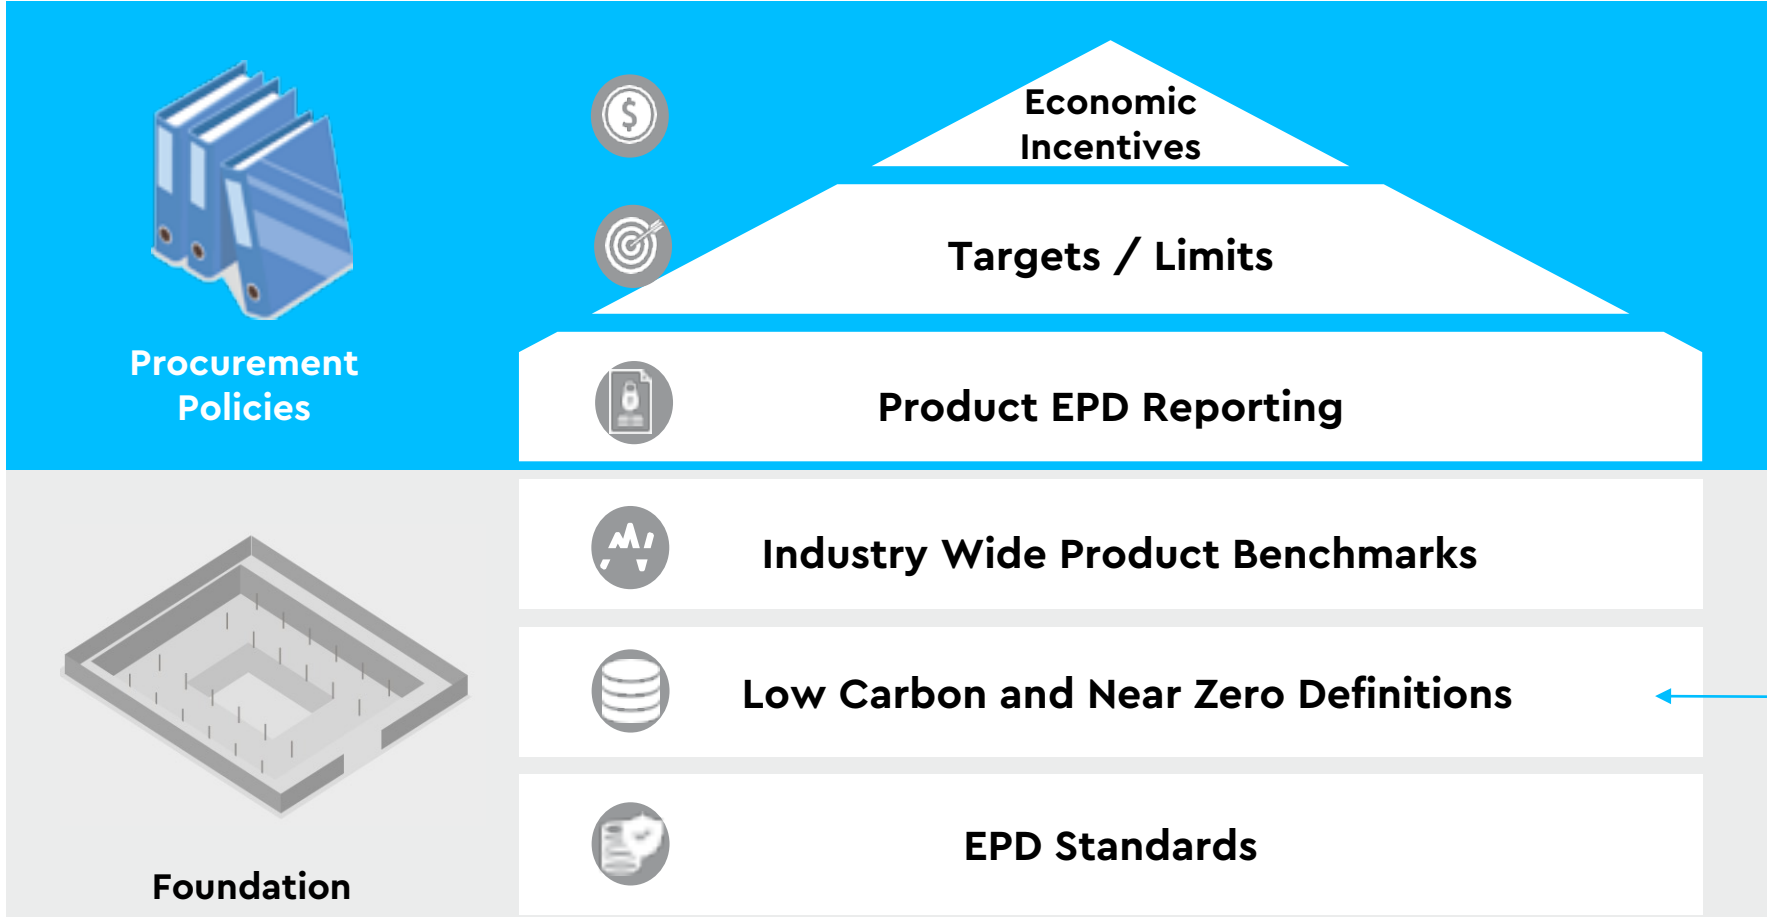 $
Economic
Incentives
Targets / Limits
Procurement
Policies
Product EPD Reporting
Industry Wide Product Benchmarks
Low Carbon and Near Zero Definitions
EPD Standards
Foundation